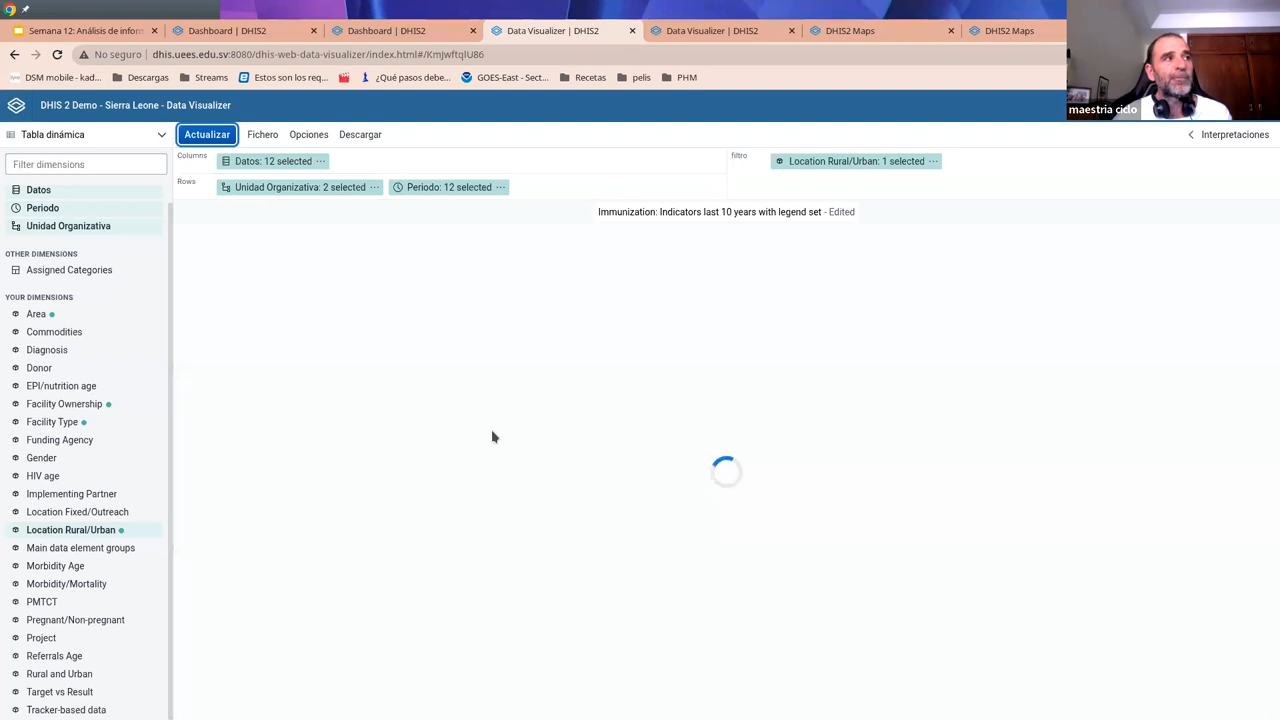 Semana 12: Análisis de inform
Dashboard | DHIS2
Dashboard | DHIS2
Data Visualizer | DHIS2
Data Visualizer | DHIS2
DHIS2 Maps
DHIS2 Maps
No seguro dhis.uees.edu.sv:8080/dhis-web-data-visualizer/index.html#/KmJwftqlU86
DSM mobile - kad... Descargas Streams Estos son los req... ¿Qué pasos debe... GOES-East - Sect... Recetas pelis PHM
maestria ciclo
DHIS 2 Demo - Sierra Leone - Data Visualizer
Tabla dinámica Actualizar Fichero Opciones Descargar Interpretaciones
Filter dimensions
Columns Datos: 12 selected ···
filtro Location Rural/Urban: 1 selected ···
Rows Unidad Organizativa: 2 selected ··· Periodo: 12 selected ···
Immunization: Indicators last 10 years with legend set - Edited
Datos
Periodo
Unidad Organizativa
OTHER DIMENSIONS
Assigned Categories
YOUR DIMENSIONS
Area
Commodities
Diagnosis
Donor
EPI/nutrition age
Facility Ownership
Facility Type
Funding Agency
Gender
HIV age
Implementing Partner
Location Fixed/Outreach
Location Rural/Urban
Main data element groups
Morbidity Age
Morbidity/Mortality
PMTCT
Pregnant/Non-pregnant
Project
Referrals Age
Rural and Urban
Target vs Result
Tracker-based data